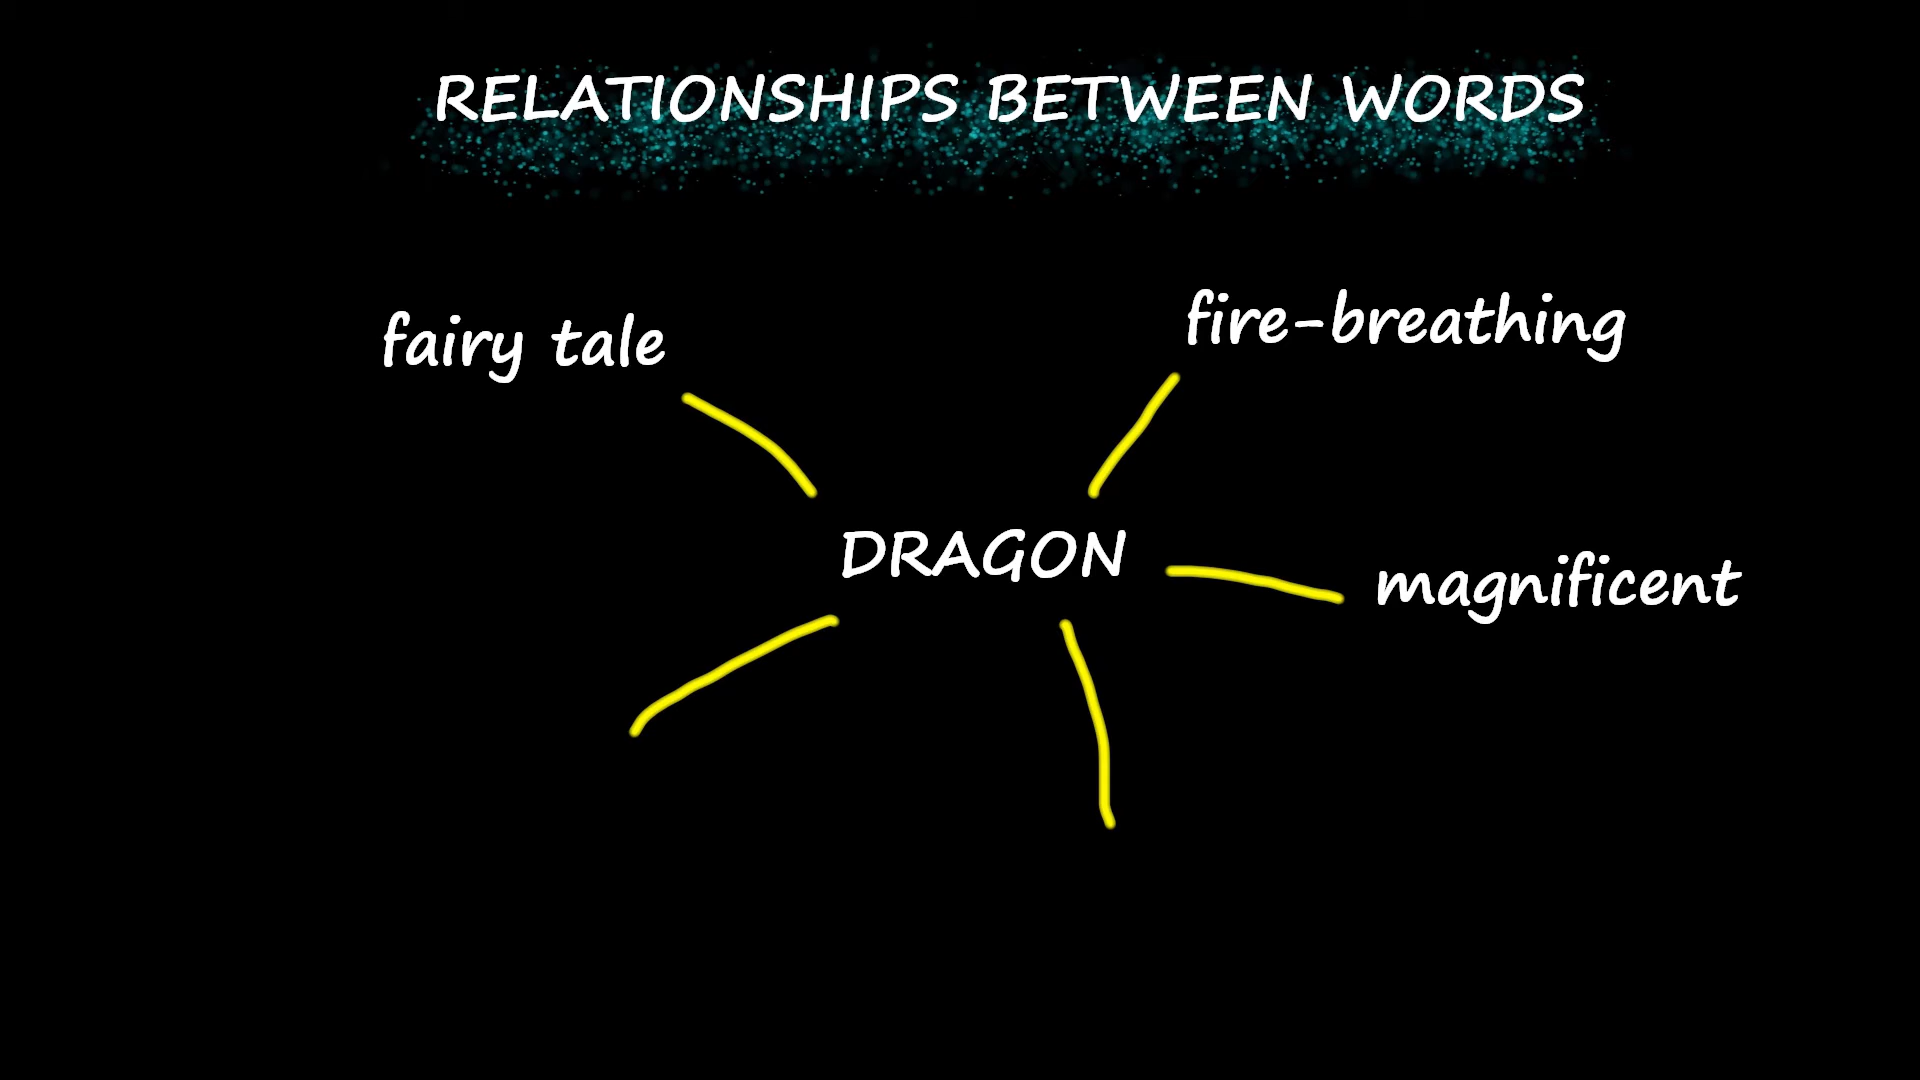 RELATIONSHIPS BETWEEN WORDS
fairy tale
fire-breathing
DRAGON
magnificent